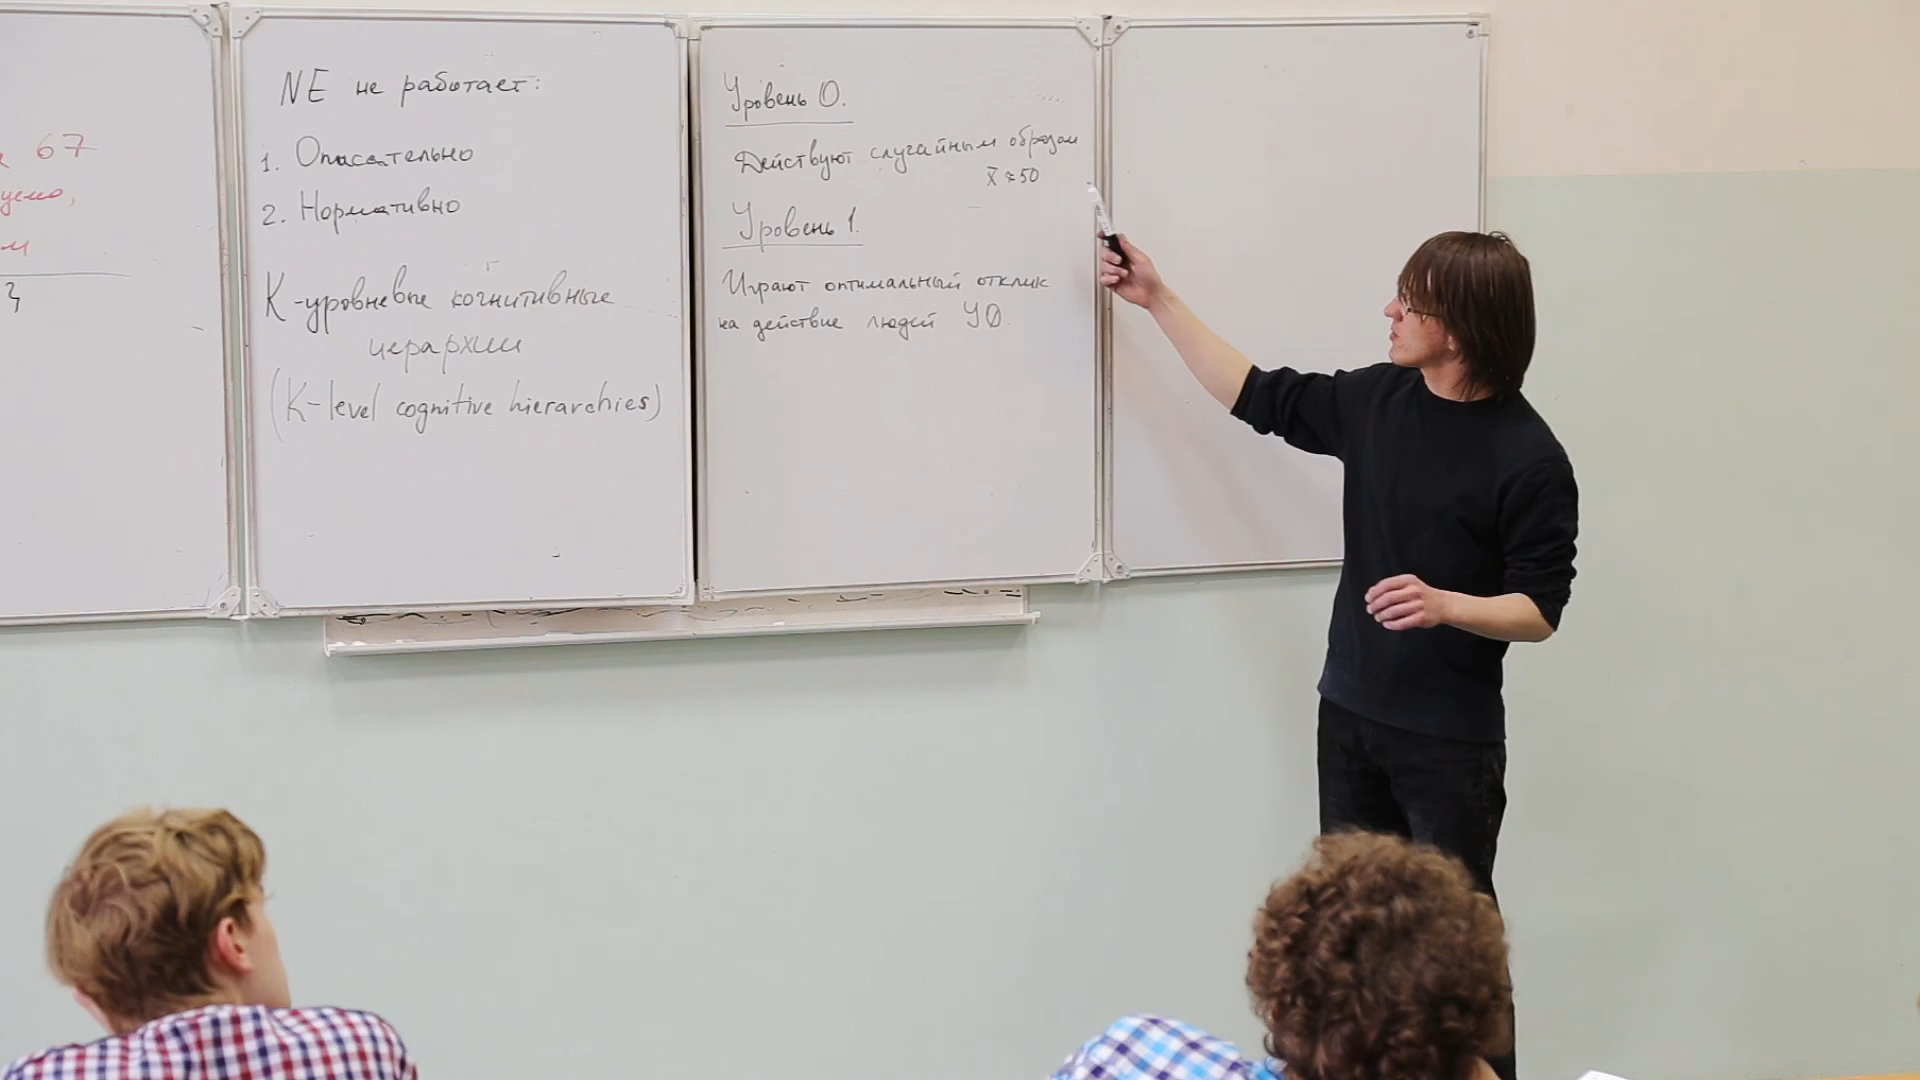 67
NE не работает:
1. Описательно
2. Нормативно
К-уровневые когнитивные
иерархии
(K-level cognitive hierarchies)
Уровень 0.
Действуют случайным образом
x̄ ≈ 50
Уровень 1.
Играют оптимальный отклик
на действие людей У0.